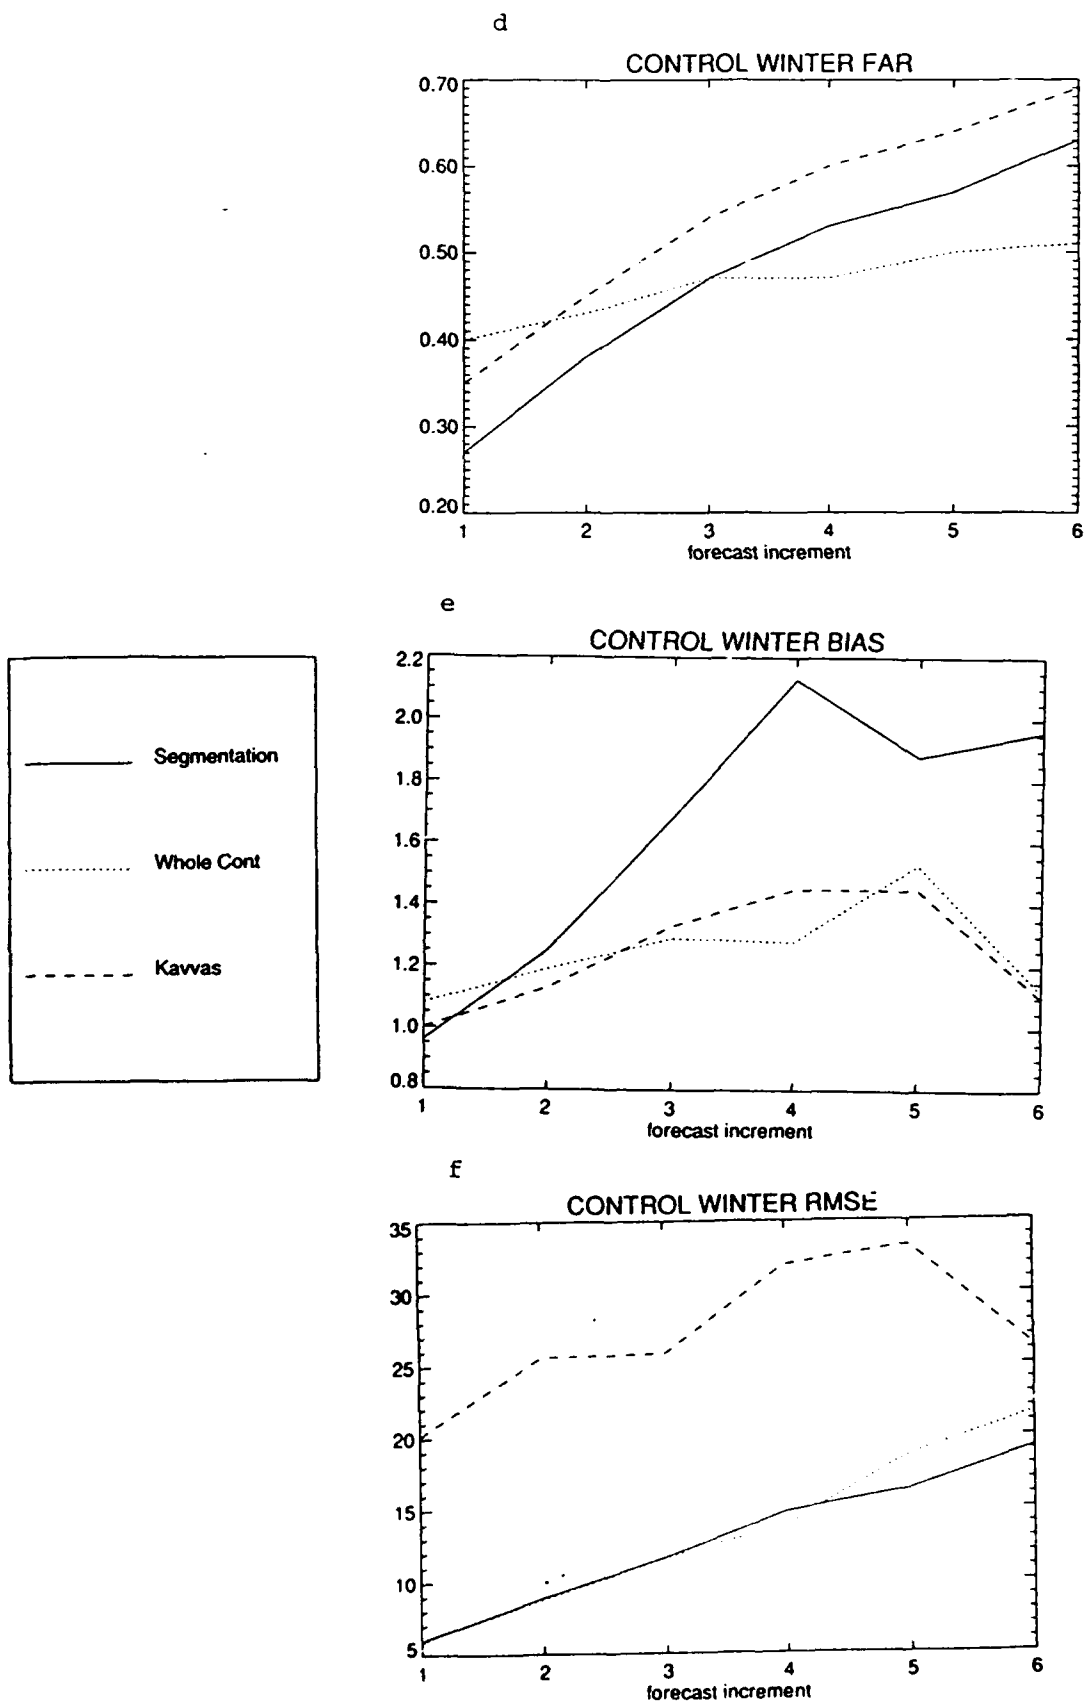 d
CONTROL WINTER FAR
0.70
0.60
0.50
0.40
0.30
0.20
1 2 3 4 5 6
forecast increment
e
CONTROL WINTER BIAS
2.2
2.0
1.8
1.6
1.4
1.2
1.0
0.8
1 2 3 4 5 6
forecast increment
Segmentation
Whole Cont
Kavvas
f
CONTROL WINTER RMSE
35
30
25
20
15
10
5
1 2 3 4 5 6
forecast increment